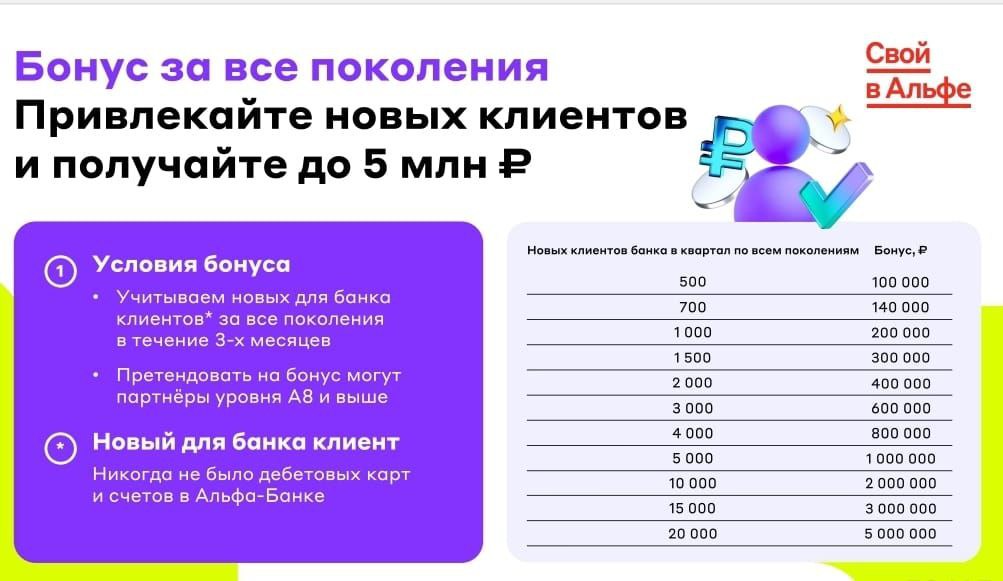 Бонус за все поколения
Привлекайте новых клиентов
и получайте до 5 млн ₽
Свой
в Альфе
1 Условия бонуса
• Учитываем новых для банка
клиентов* за все поколения
в течение 3-х месяцев
• Претендовать на бонус могут
партнёры уровня А8 и выше
* Новый для банка клиент
Никогда не было дебетовых карт
и счетов в Альфа-Банке
Новых клиентов банка в квартал по всем поколениям Бонус, ₽
500 100 000
700 140 000
1 000 200 000
1 500 300 000
2 000 400 000
3 000 600 000
4 000 800 000
5 000 1 000 000
10 000 2 000 000
15 000 3 000 000
20 000 5 000 000